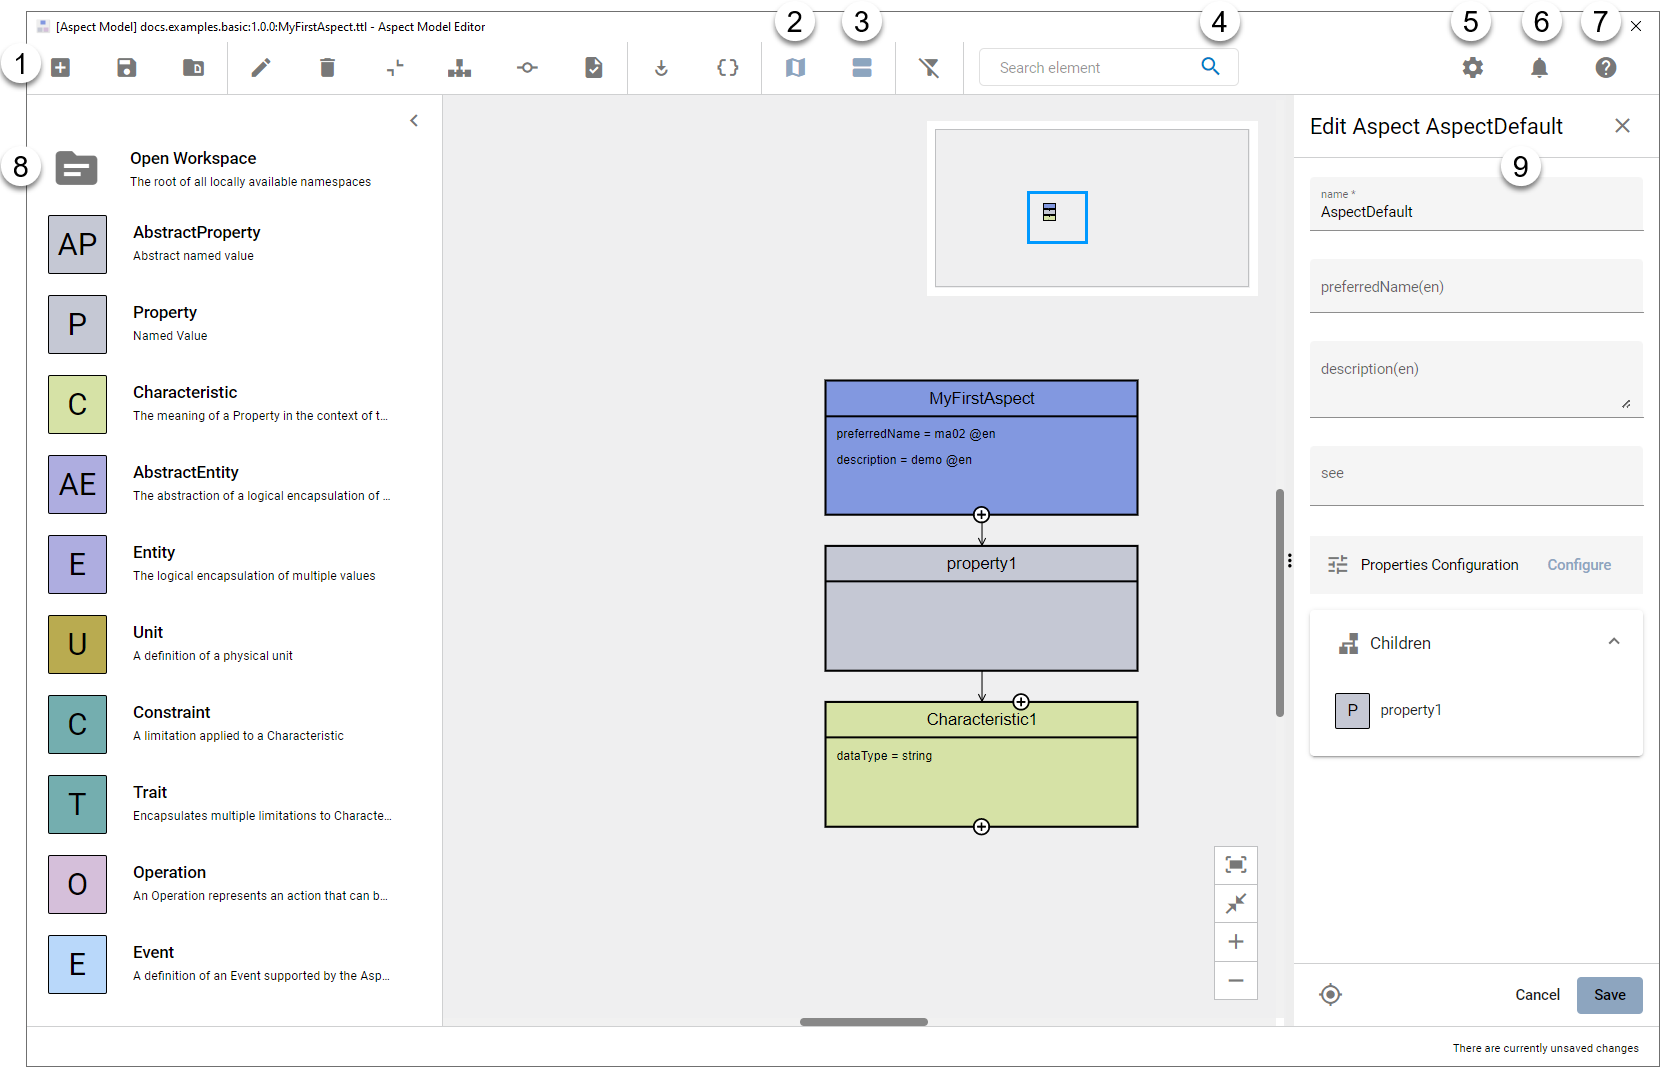 [Aspect Model] docs.examples.basic:1.0.0:MyFirstAspect.ttl - Aspect Model Editor
1
2
3
4
5
6
7
Search element
8
Open Workspace
The root of all locally available namespaces
AP
AbstractProperty
Abstract named value
P
Property
Named Value
C
Characteristic
The meaning of a Property in the context of t...
AE
AbstractEntity
The abstraction of a logical encapsulation of ...
E
Entity
The logical encapsulation of multiple values
U
Unit
A definition of a physical unit
C
Constraint
A limitation applied to a Characteristic
T
Trait
Encapsulates multiple limitations to Characte...
O
Operation
An Operation represents an action that can b...
E
Event
A definition of an Event supported by the Asp...
MyFirstAspect
preferredName = ma02 @en
description = demo @en
property1
Characteristic1
dataType = string
Edit Aspect AspectDefault
9
name *
AspectDefault
preferredName(en)
description(en)
see
Properties Configuration Configure
Children
P property1
Cancel Save
There are currently unsaved changes